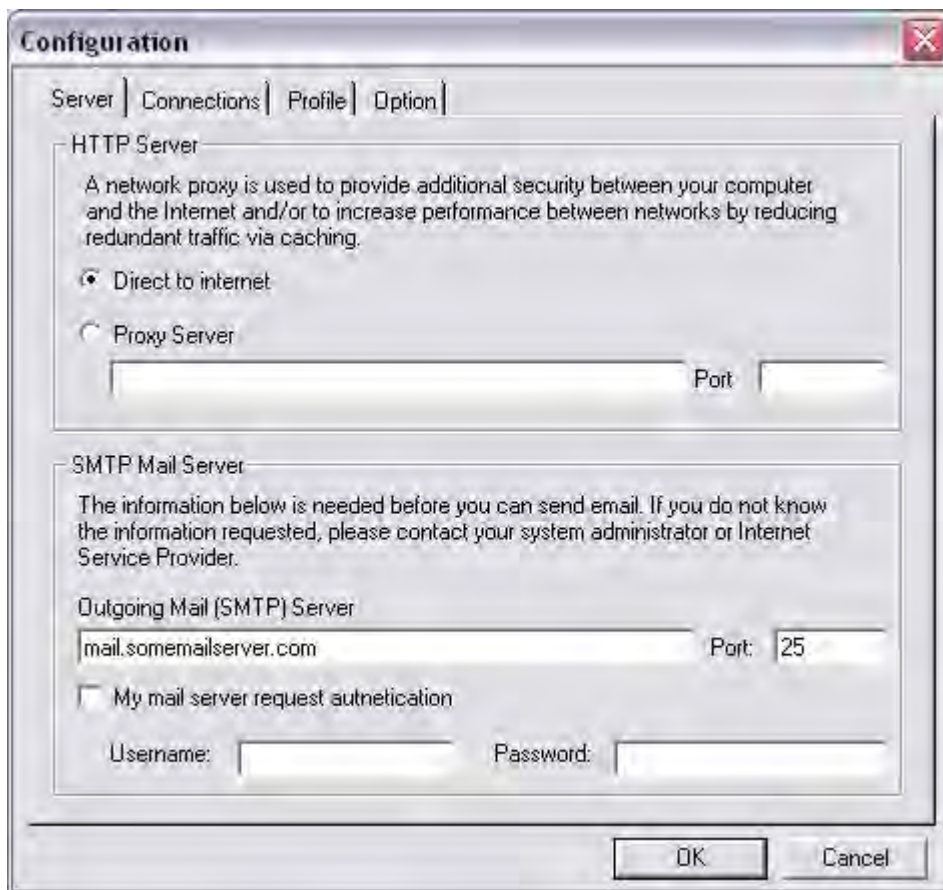 Configuration
Server Connections Profile Option
HTTP Server
A network proxy is used to provide additional security between your computer
and the Internet and/or to increase performance between networks by reducing
redundant traffic via caching.
Direct to internet
Proxy Server
Port
SMTP Mail Server
The information below is needed before you can send email. If you do not know
the information requested, please contact your system administrator or Internet
Service Provider.
Outgoing Mail (SMTP) Server
mail.somemailserver.com Port: 25
My mail server request autnetication
Username: Password:
OK Cancel